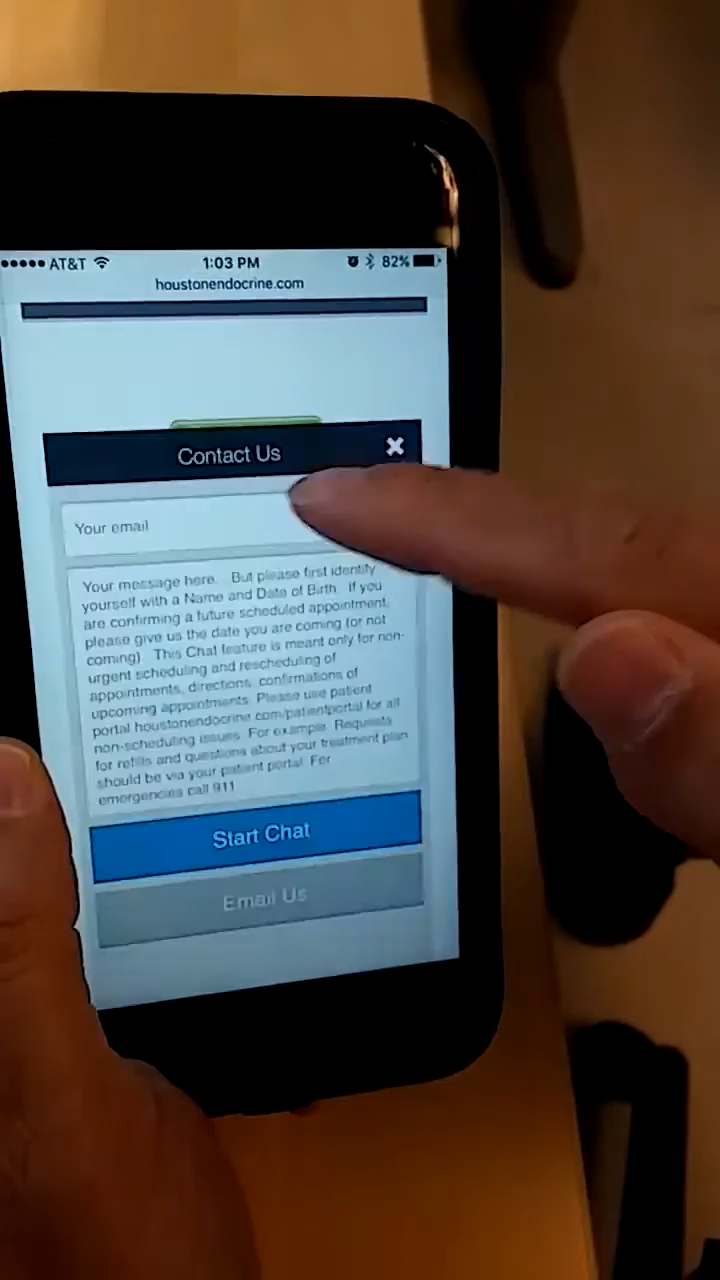 AT&T 1:03 PM 82%
houstonendocrine.com
Contact Us
Your email
Your message here. But please first identify
yourself with a Name and Date of Birth. If you
are confirming a future scheduled appointment,
please give us the date you are coming (or not
coming). This Chat feature is meant only for non-
urgent scheduling and rescheduling of
appointments, directions, confirmations of
upcoming appointments. Please use patient
portal houstonendocrine.com/patientportal for all
non-scheduling issues. For example. Requests
for refills and questions about your treatment plan
should be via your patient portal. For
emergencies call 911
Start Chat
Email Us